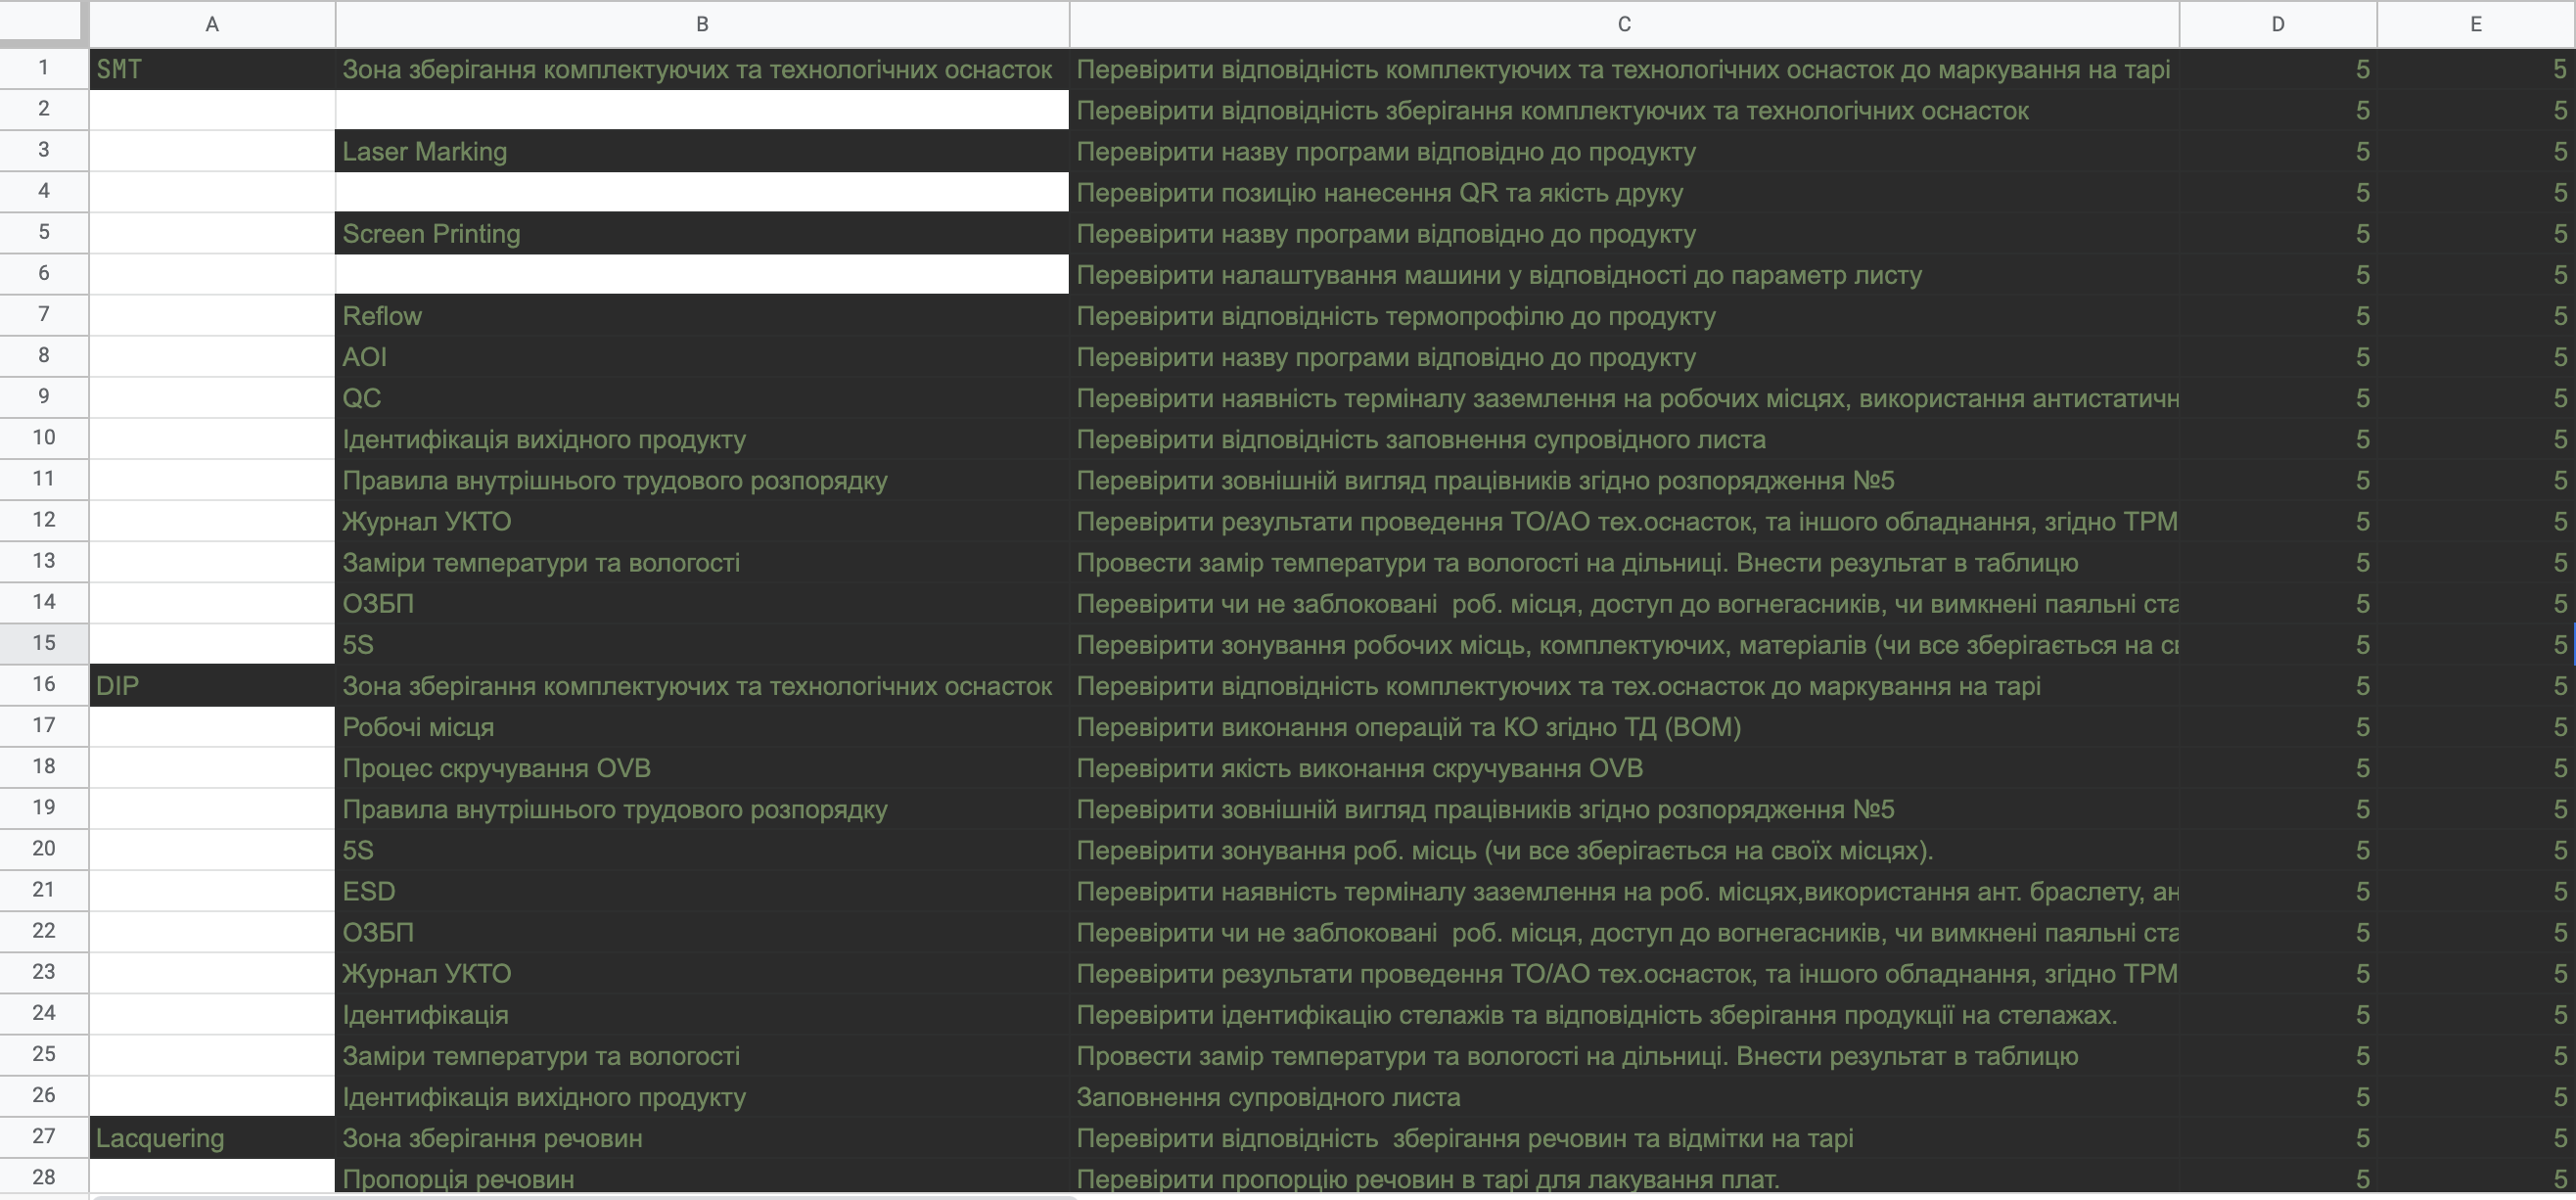 A B C D E
1 SMT Зона зберігання комплектуючих та технологічних оснасток Перевірити відповідність комплектуючих та технологічних оснасток до маркування на тарі 5 5
2 Перевірити відповідність зберігання комплектуючих та технологічних оснасток 5 5
3 Laser Marking Перевірити назву програми відповідно до продукту 5 5
4 Перевірити позицію нанесення QR та якість друку 5 5
5 Screen Printing Перевірити назву програми відповідно до продукту 5 5
6 Перевірити налаштування машини у відповідності до параметр листу 5 5
7 Reflow Перевірити відповідність термопрофілю до продукту 5 5
8 AOI Перевірити назву програми відповідно до продукту 5 5
9 QC Перевірити наявність терміналу заземлення на робочих місцях, використання антистатичн 5 5
10 Ідентифікація вихідного продукту Перевірити відповідність заповнення супровідного листа 5 5
11 Правила внутрішнього трудового розпорядку Перевірити зовнішній вигляд працівників згідно розпорядження №5 5 5
12 Журнал УКТО Перевірити результати проведення ТО/АО тех.оснасток, та іншого обладнання, згідно ТРМ 5 5
13 Заміри температури та вологості Провести замір температури та вологості на дільниці. Внести результат в таблицю 5 5
14 ОЗБП Перевірити чи не заблоковані роб. місця, доступ до вогнегасників, чи вимкнені паяльні ста 5 5
15 5S Перевірити зонування робочих місць, комплектуючих, матеріалів (чи все зберігається на св 5 5
16 DIP Зона зберігання комплектуючих та технологічних оснасток Перевірити відповідність комплектуючих та тех.оснасток до маркування на тарі 5 5
17 Робочі місця Перевірити виконання операцій та КО згідно ТД (BOM) 5 5
18 Процес скручування OVB Перевірити якість виконання скручування OVB 5 5
19 Правила внутрішнього трудового розпорядку Перевірити зовнішній вигляд працівників згідно розпорядження №5 5 5
20 5S Перевірити зонування роб. місць (чи все зберігається на своїх місцях). 5 5
21 ESD Перевірити наявність терміналу заземлення на роб. місцях,використання ант. браслету, ан 5 5
22 ОЗБП Перевірити чи не заблоковані роб. місця, доступ до вогнегасників, чи вимкнені паяльні ста 5 5
23 Журнал УКТО Перевірити результати проведення ТО/АО тех.оснасток, та іншого обладнання, згідно ТРМ 5 5
24 Ідентифікація Перевірити ідентифікацію стелажів та відповідність зберігання продукції на стелажах. 5 5
25 Заміри температури та вологості Провести замір температури та вологості на дільниці. Внести результат в таблицю 5 5
26 Ідентифікація вихідного продукту Заповнення супровідного листа 5 5
27 Lacquering Зона зберігання речовин Перевірити відповідність зберігання речовин та відмітки на тарі 5 5
28 Пропорція речовин Перевірити пропорцію речовин в тарі для лакування плат. 5 5